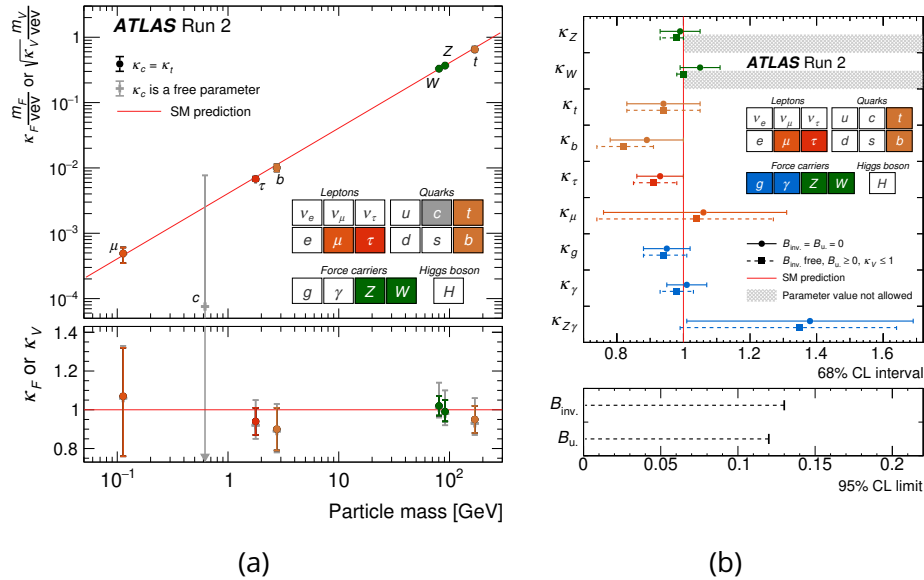 ATLAS Run 2
κ_F m_F/vev or √κ_V m_V/vev
1
10⁻¹
10⁻²
10⁻³
10⁻⁴
κ_c = κ_t
κ_c is a free parameter
SM prediction
μ
c
τ
b
W
Z
t
Leptons Quarks
ν_e ν_μ ν_τ u c t
e μ τ d s b
Force carriers Higgs boson
g γ Z W H
κ_F or κ_V
1.4
1.2
1.0
0.8
10⁻¹ 1 10 10²
Particle mass [GeV]
(a)
κ_Z
κ_W
κ_t
κ_b
κ_τ
κ_μ
κ_g
κ_γ
κ_Zγ
ATLAS Run 2
Leptons Quarks
ν_e ν_μ ν_τ u c t
e μ τ d s b
Force carriers Higgs boson
g γ Z W H
B_inv. = B_u. = 0
B_inv. free, B_u. ≥ 0, κ_V ≤ 1
SM prediction
Parameter value not allowed
0.8 1 1.2 1.4 1.6
68% CL interval
B_inv.
B_u.
0 0.05 0.1 0.15 0.2
95% CL limit
(b)